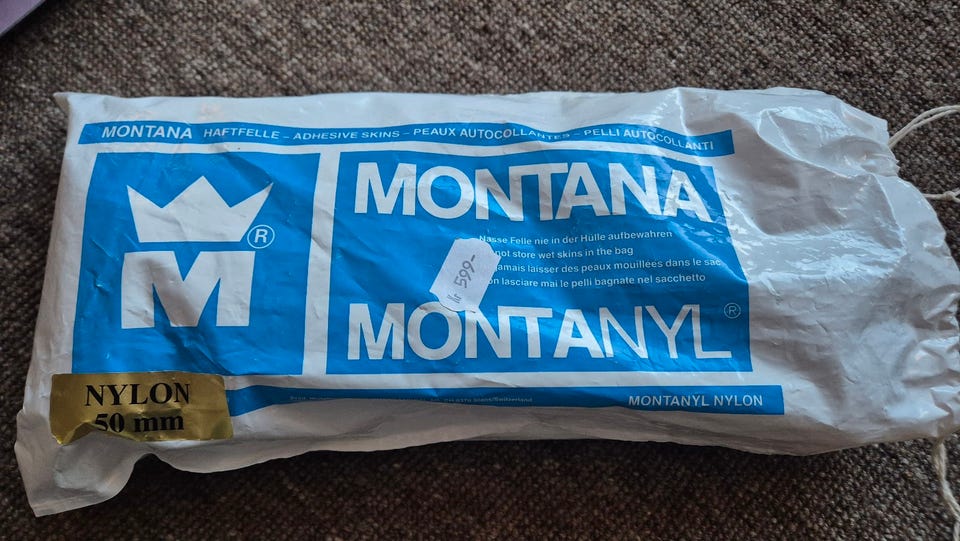 MONTANA HAFTFELLE – ADHESIVE SKINS – PEAUX AUTOCOLLANTES – PELLI AUTOCOLLANTI
M ®
MONTANA
Nasse Felle nie in der Hülle aufbewahren
not store wet skins in the bag
jamais laisser des peaux mouillées dans le sac
lasciare mai le pelli bagnate nel sacchetto
Kr 599-
MONTANYL ®
NYLON
50 mm
/Switzerland
MONTANYL NYLON